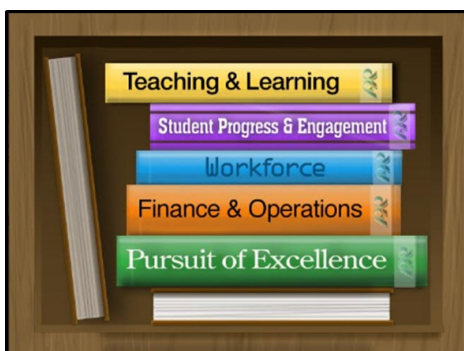 Teaching & Learning
Student Progress & Engagement
Workforce
Finance & Operations
Pursuit of Excellence